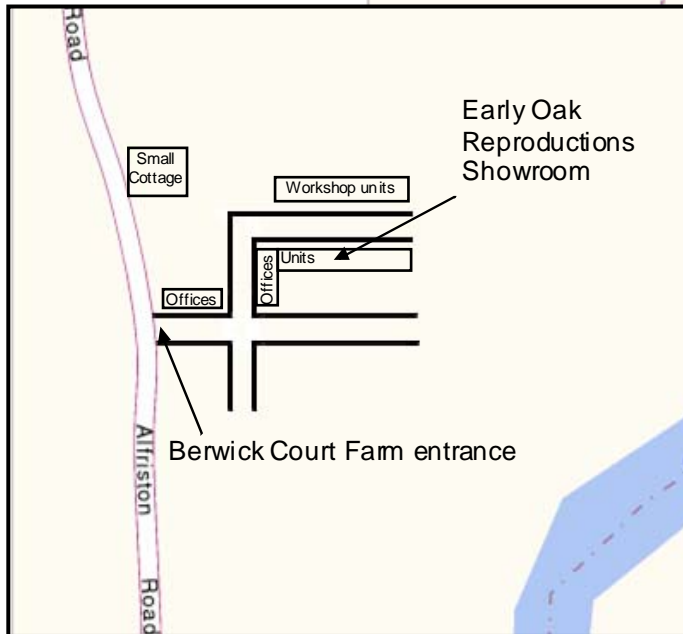 Road
Small
Cottage
Early Oak
Reproductions
Showroom
Workshop units
Units
Offices
Offices
Berwick Court Farm entrance
Alfriston
Road